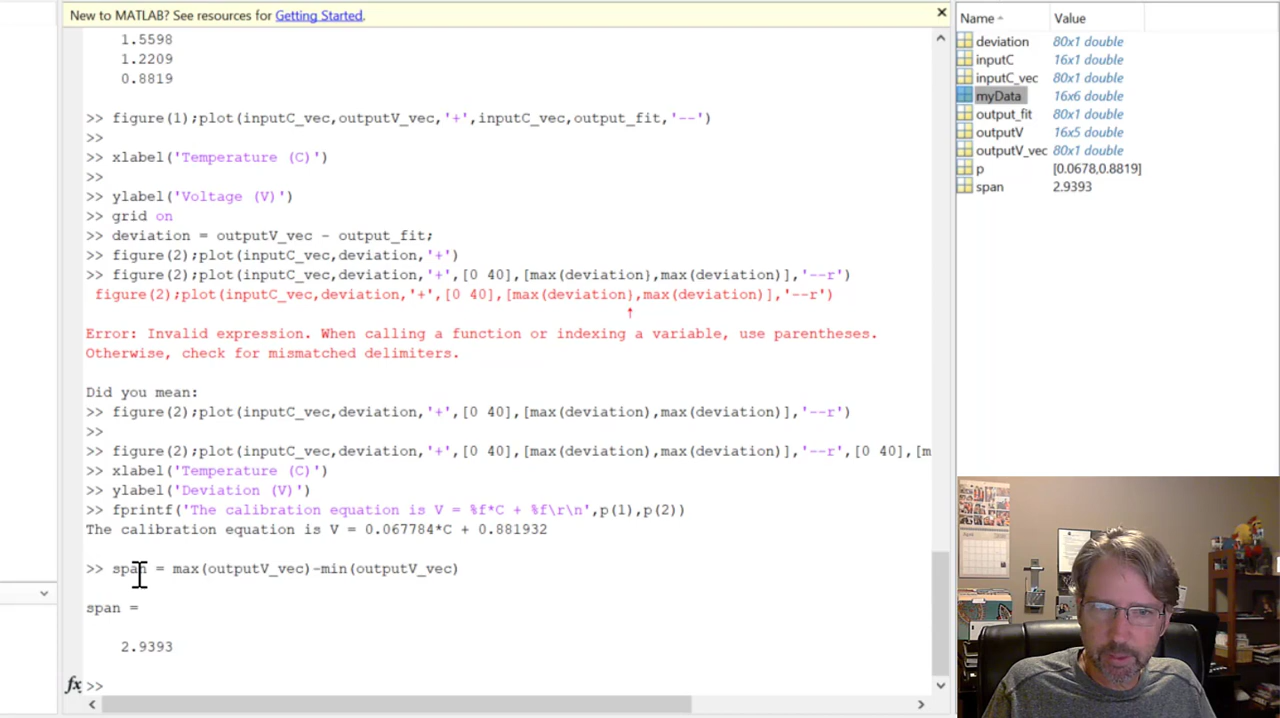 New to MATLAB? See resources for Getting Started.
1.5598
1.2209
0.8819
>> figure(1);plot(inputC_vec,outputV_vec,'+',inputC_vec,output_fit,'--')
>>
>> xlabel('Temperature (C)')
>>
>> ylabel('Voltage (V)')
>> grid on
>> deviation = outputV_vec - output_fit;
>> figure(2);plot(inputC_vec,deviation,'+')
>> figure(2);plot(inputC_vec,deviation,'+',[0 40],[max(deviation},max(deviation)],'--r')
figure(2);plot(inputC_vec,deviation,'+',[0 40],[max(deviation},max(deviation)],'--r')
↑
Error: Invalid expression. When calling a function or indexing a variable, use parentheses.
Otherwise, check for mismatched delimiters.
Did you mean:
>> figure(2);plot(inputC_vec,deviation,'+',[0 40],[max(deviation),max(deviation)],'--r')
>>
>> figure(2);plot(inputC_vec,deviation,'+',[0 40],[max(deviation),max(deviation)],'--r',[0 40],[m
>> xlabel('Temperature (C)')
>> ylabel('Deviation (V)')
>> fprintf('The calibration equation is V = %f*C + %f\r\n',p(1),p(2))
The calibration equation is V = 0.067784*C + 0.881932
>> span = max(outputV_vec)-min(outputV_vec)
span =
2.9393
fx >>
Name Value
deviation 80x1 double
inputC 16x1 double
inputC_vec 80x1 double
myData 16x6 double
output_fit 80x1 double
outputV 16x5 double
outputV_vec 80x1 double
p [0.0678,0.8819]
span 2.9393